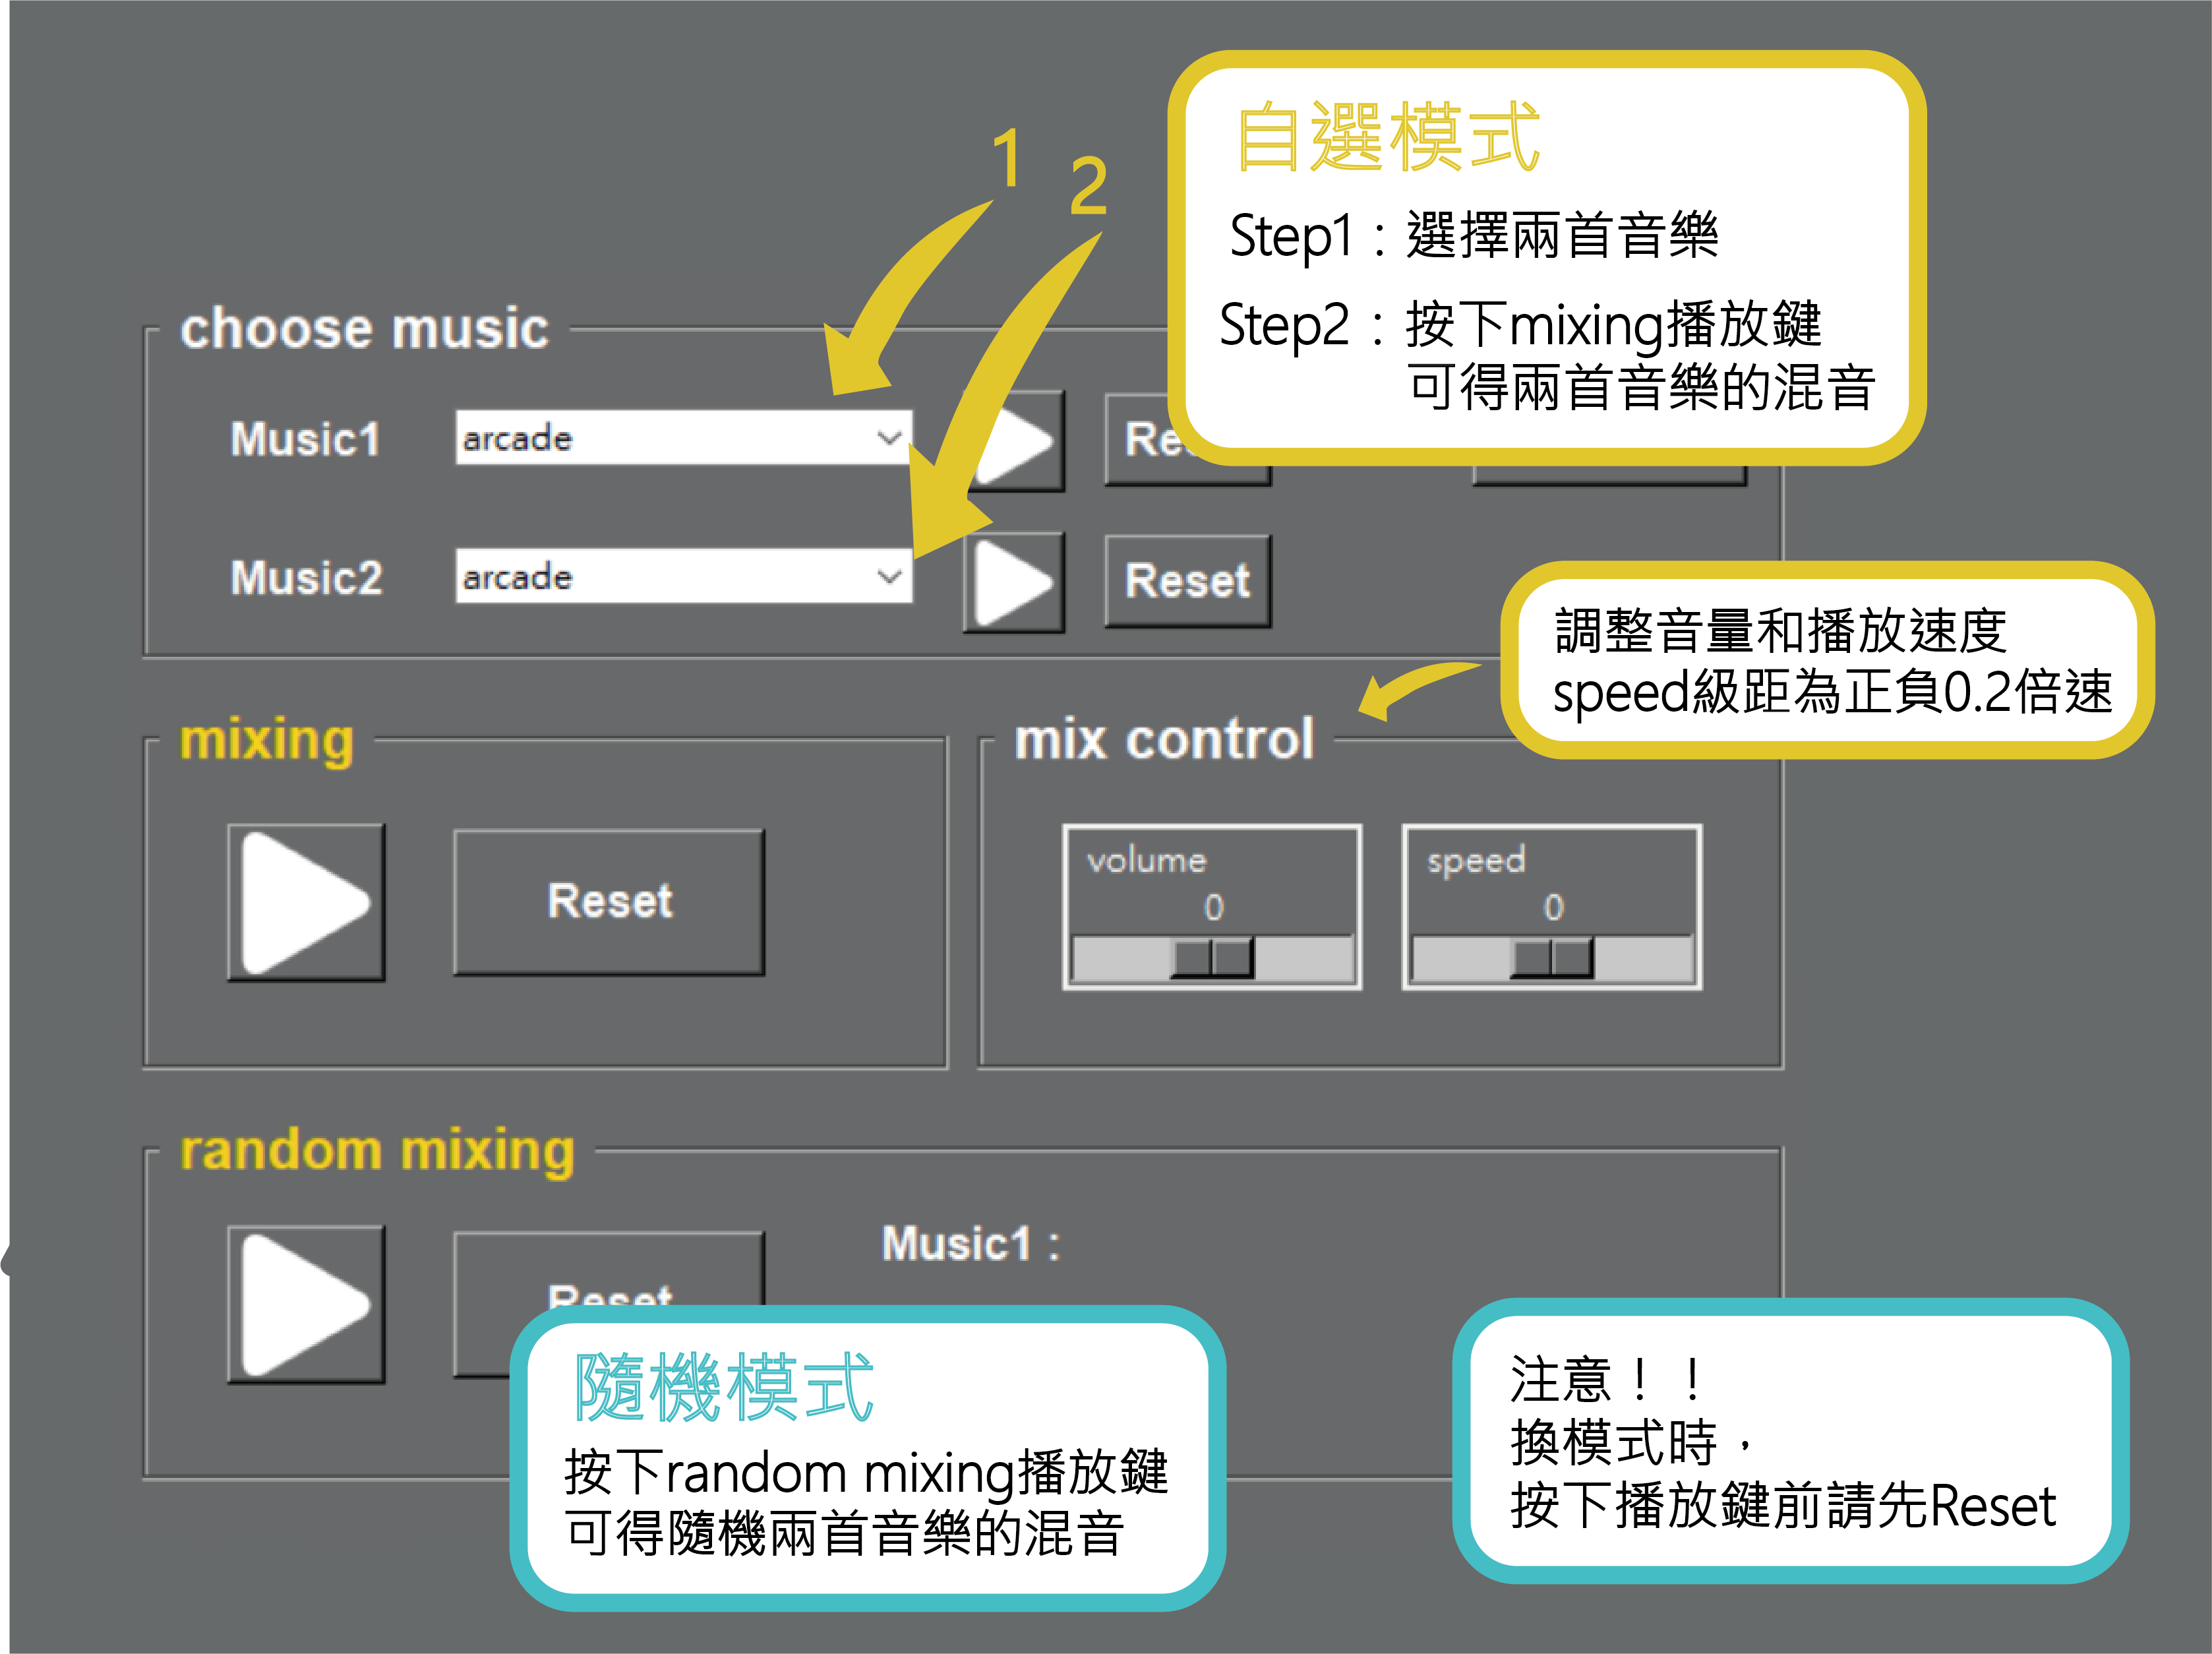 1
2
自選模式
Step1：選擇兩首音樂
Step2：按下mixing播放鍵
可得兩首音樂的混音
choose music
Music1
arcade
Music2
arcade
Reset
調整音量和播放速度
speed級距為正負0.2倍速
mixing
Reset
mix control
volume
0
speed
0
random mixing
Reset
Music1 :
隨機模式
按下random mixing播放鍵
可得隨機兩首音樂的混音
注意！！
換模式時，
按下播放鍵前請先Reset